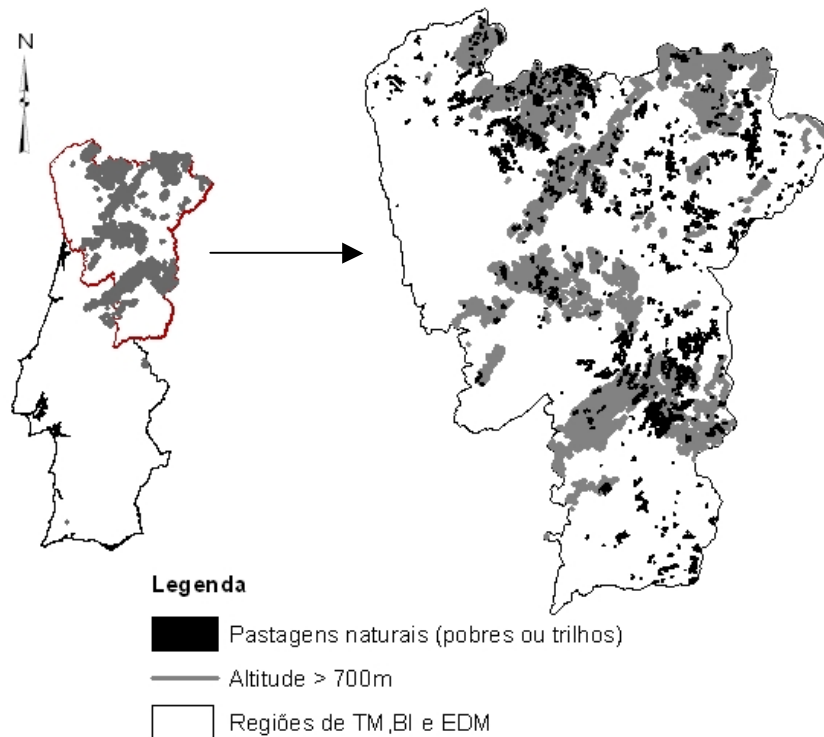 N
Legenda
Pastagens naturais (pobres ou trilhos)
Altitude > 700m
Regiões de TM,BI e EDM